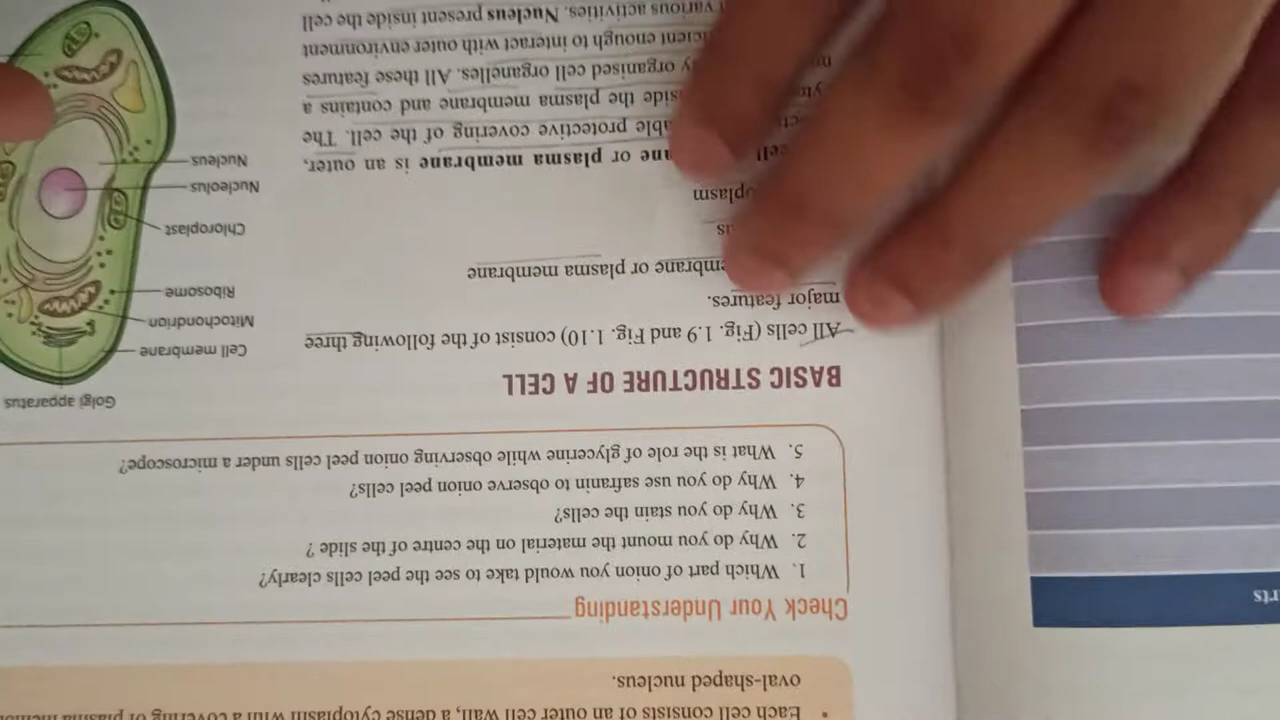 • Each cell consists of an outer cell wall, a dense cytoplasm with a covering of plasma
oval-shaped nucleus.
Check Your Understanding
1. Which part of onion you would take to see the peel cells clearly?
2. Why do you mount the material on the centre of the slide ?
3. Why do you stain the cells?
4. Why do you use safranin to observe onion peel cells?
5. What is the role of glycerine while observing onion peel cells under a microscope?
BASIC STRUCTURE OF A CELL
All cells (Fig. 1.9 and Fig. 1.10) consist of the following three
major features.
or plasma membrane
or plasma membrane is an outer,
protective covering of the cell. The
the plasma membrane and contains a
organised cell organelles. All these features
enough to interact with outer environment
various activities. Nucleus present inside the cell
Golgi apparatus
Cell membrane
Mitochondrion
Ribosome
Chloroplast
Nucleolus
Nucleus